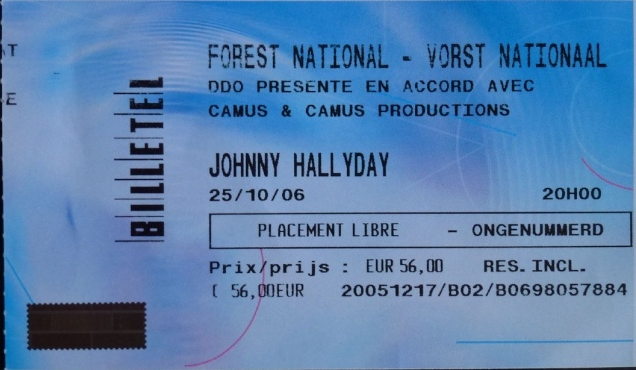 T
E
BILLETEL
FOREST NATIONAL - VORST NATIONAAL
DDO PRESENTE EN ACCORD AVEC
CAMUS & CAMUS PRODUCTIONS
JOHNNY HALLYDAY
25/10/06 20H00
PLACEMENT LIBRE - ONGENUMMERD
Prix/prijs : EUR 56,00 RES.INCL.
( 56,00EUR 20051217/B02/B0698057884